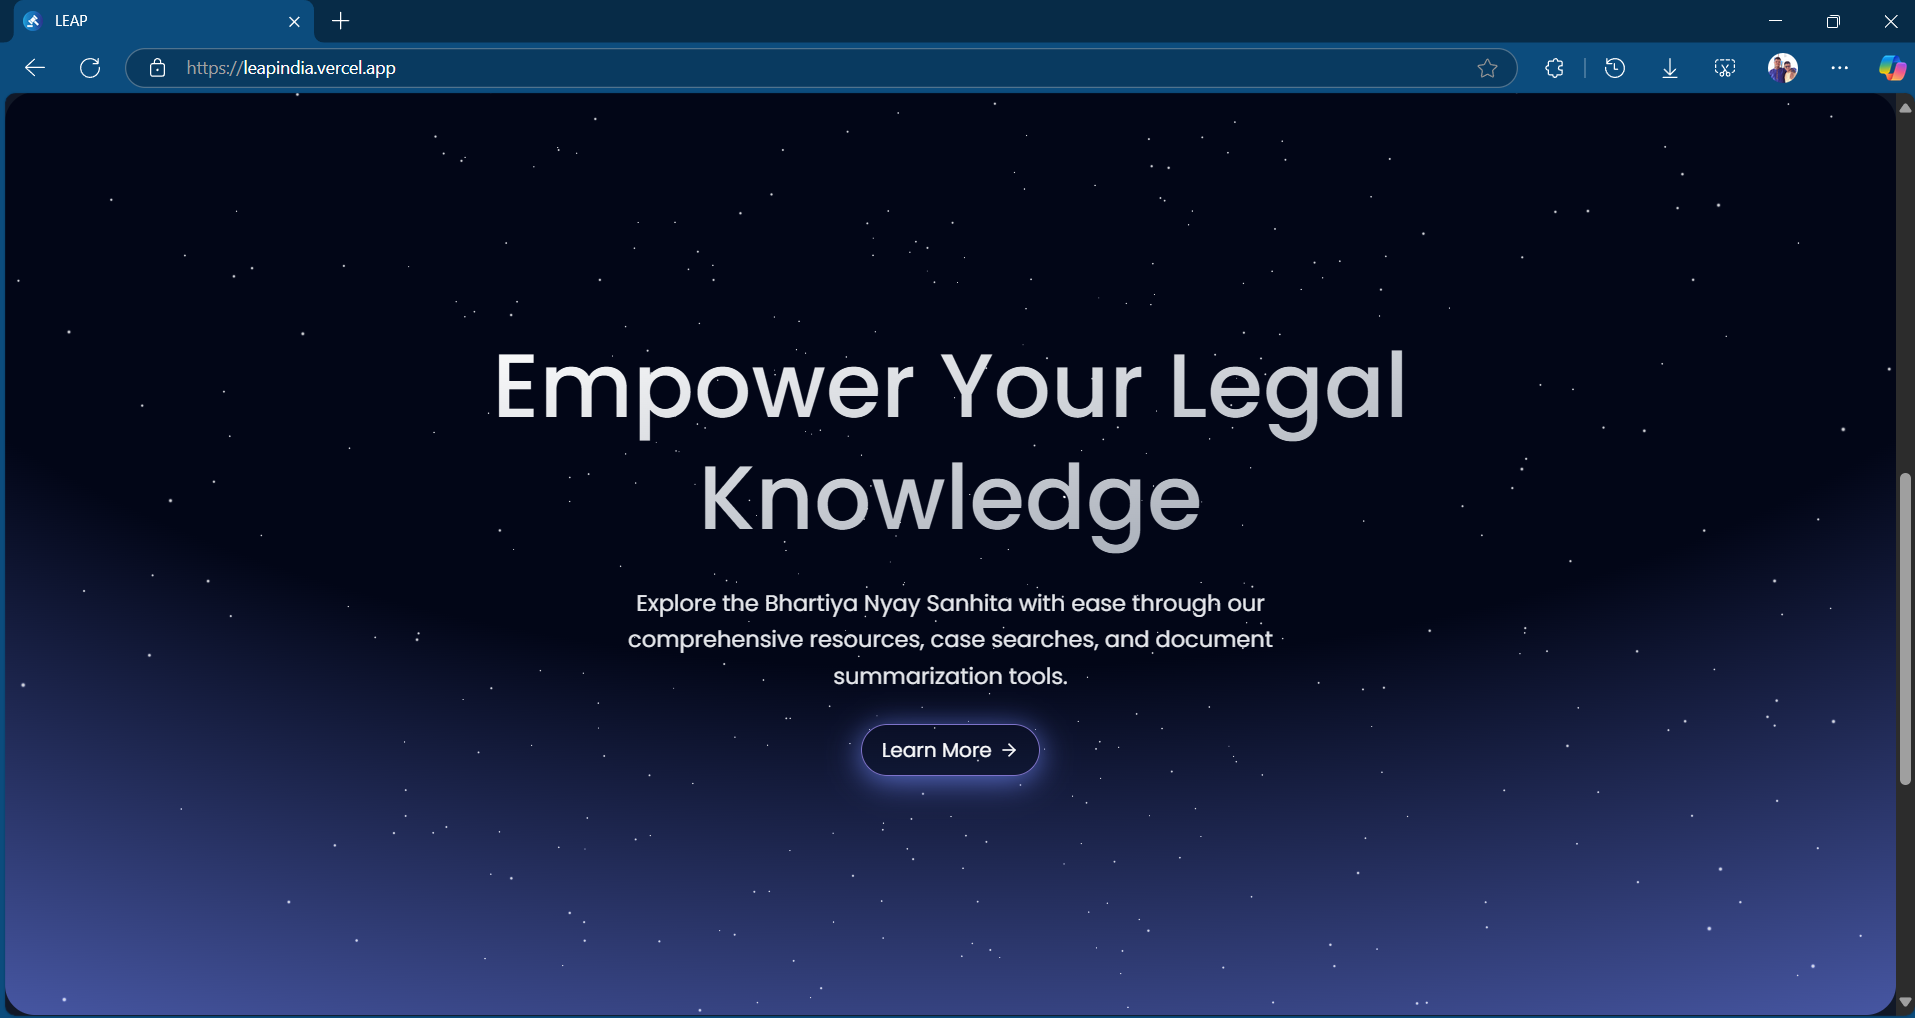 LEAP
https://leapindia.vercel.app
Empower Your Legal
Knowledge
Explore the Bhartiya Nyay Sanhita with ease through our
comprehensive resources, case searches, and document
summarization tools.
Learn More →